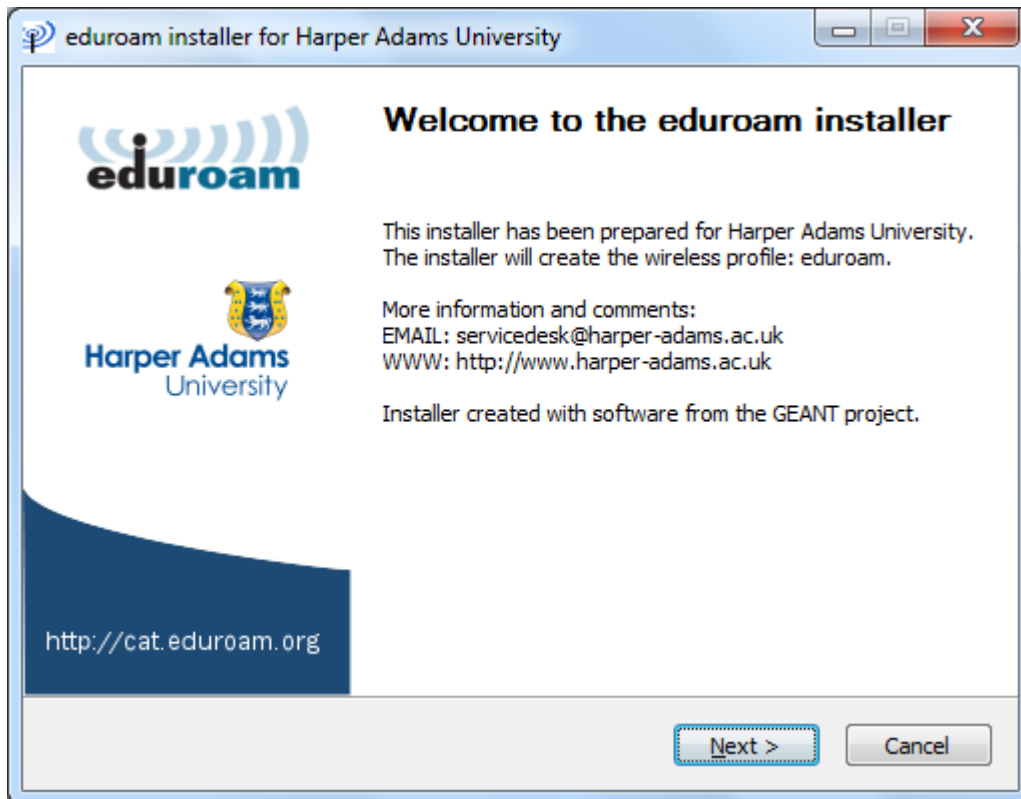 eduroam installer for Harper Adams University
eduroam
Welcome to the eduroam installer
This installer has been prepared for Harper Adams University.
The installer will create the wireless profile: eduroam.
More information and comments:
EMAIL: servicedesk@harper-adams.ac.uk
WWW: http://www.harper-adams.ac.uk
Installer created with software from the GEANT project.
Harper Adams
University
http://cat.eduroam.org
Next >
Cancel